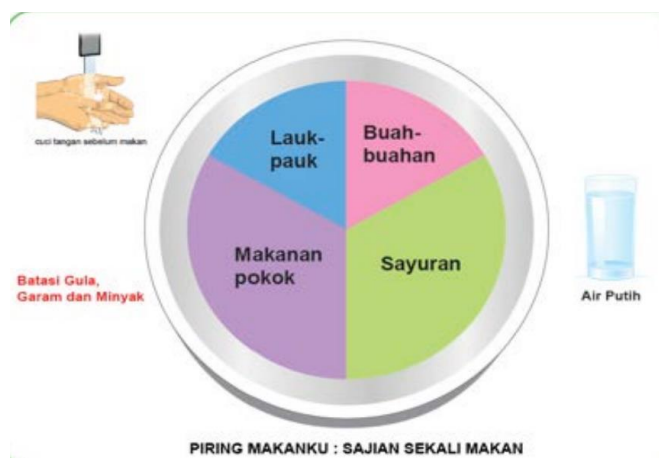 cuci tangan sebelum makan
Lauk-
pauk
Buah-
buahan
Makanan
pokok
Sayuran
Batasi Gula,
Garam dan Minyak
Air Putih
PIRING MAKANKU : SAJIAN SEKALI MAKAN